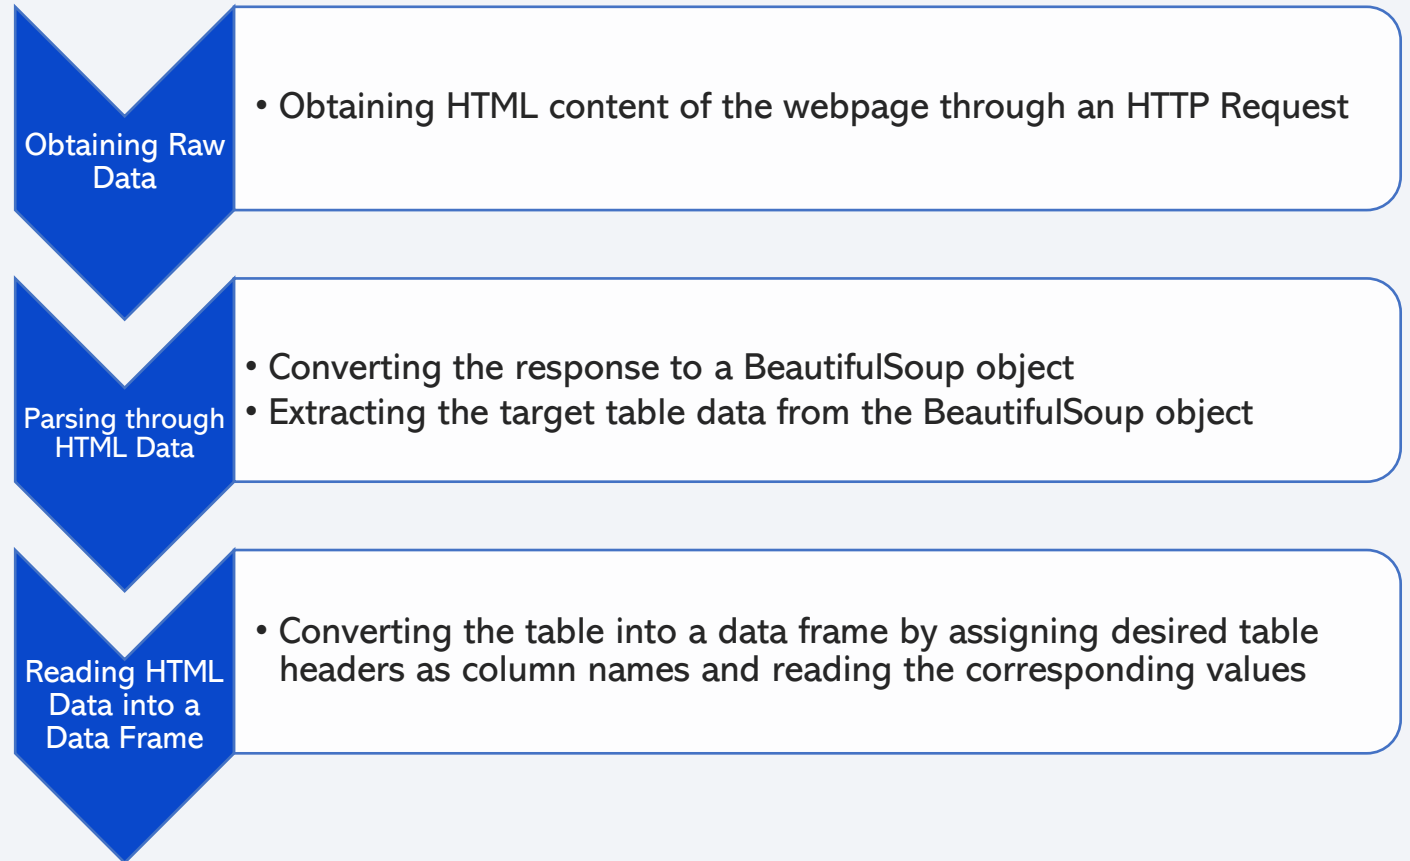 Obtaining Raw
Data
• Obtaining HTML content of the webpage through an HTTP Request
Parsing through
HTML Data
• Converting the response to a BeautifulSoup object
• Extracting the target table data from the BeautifulSoup object
Reading HTML
Data into a
Data Frame
• Converting the table into a data frame by assigning desired table
headers as column names and reading the corresponding values